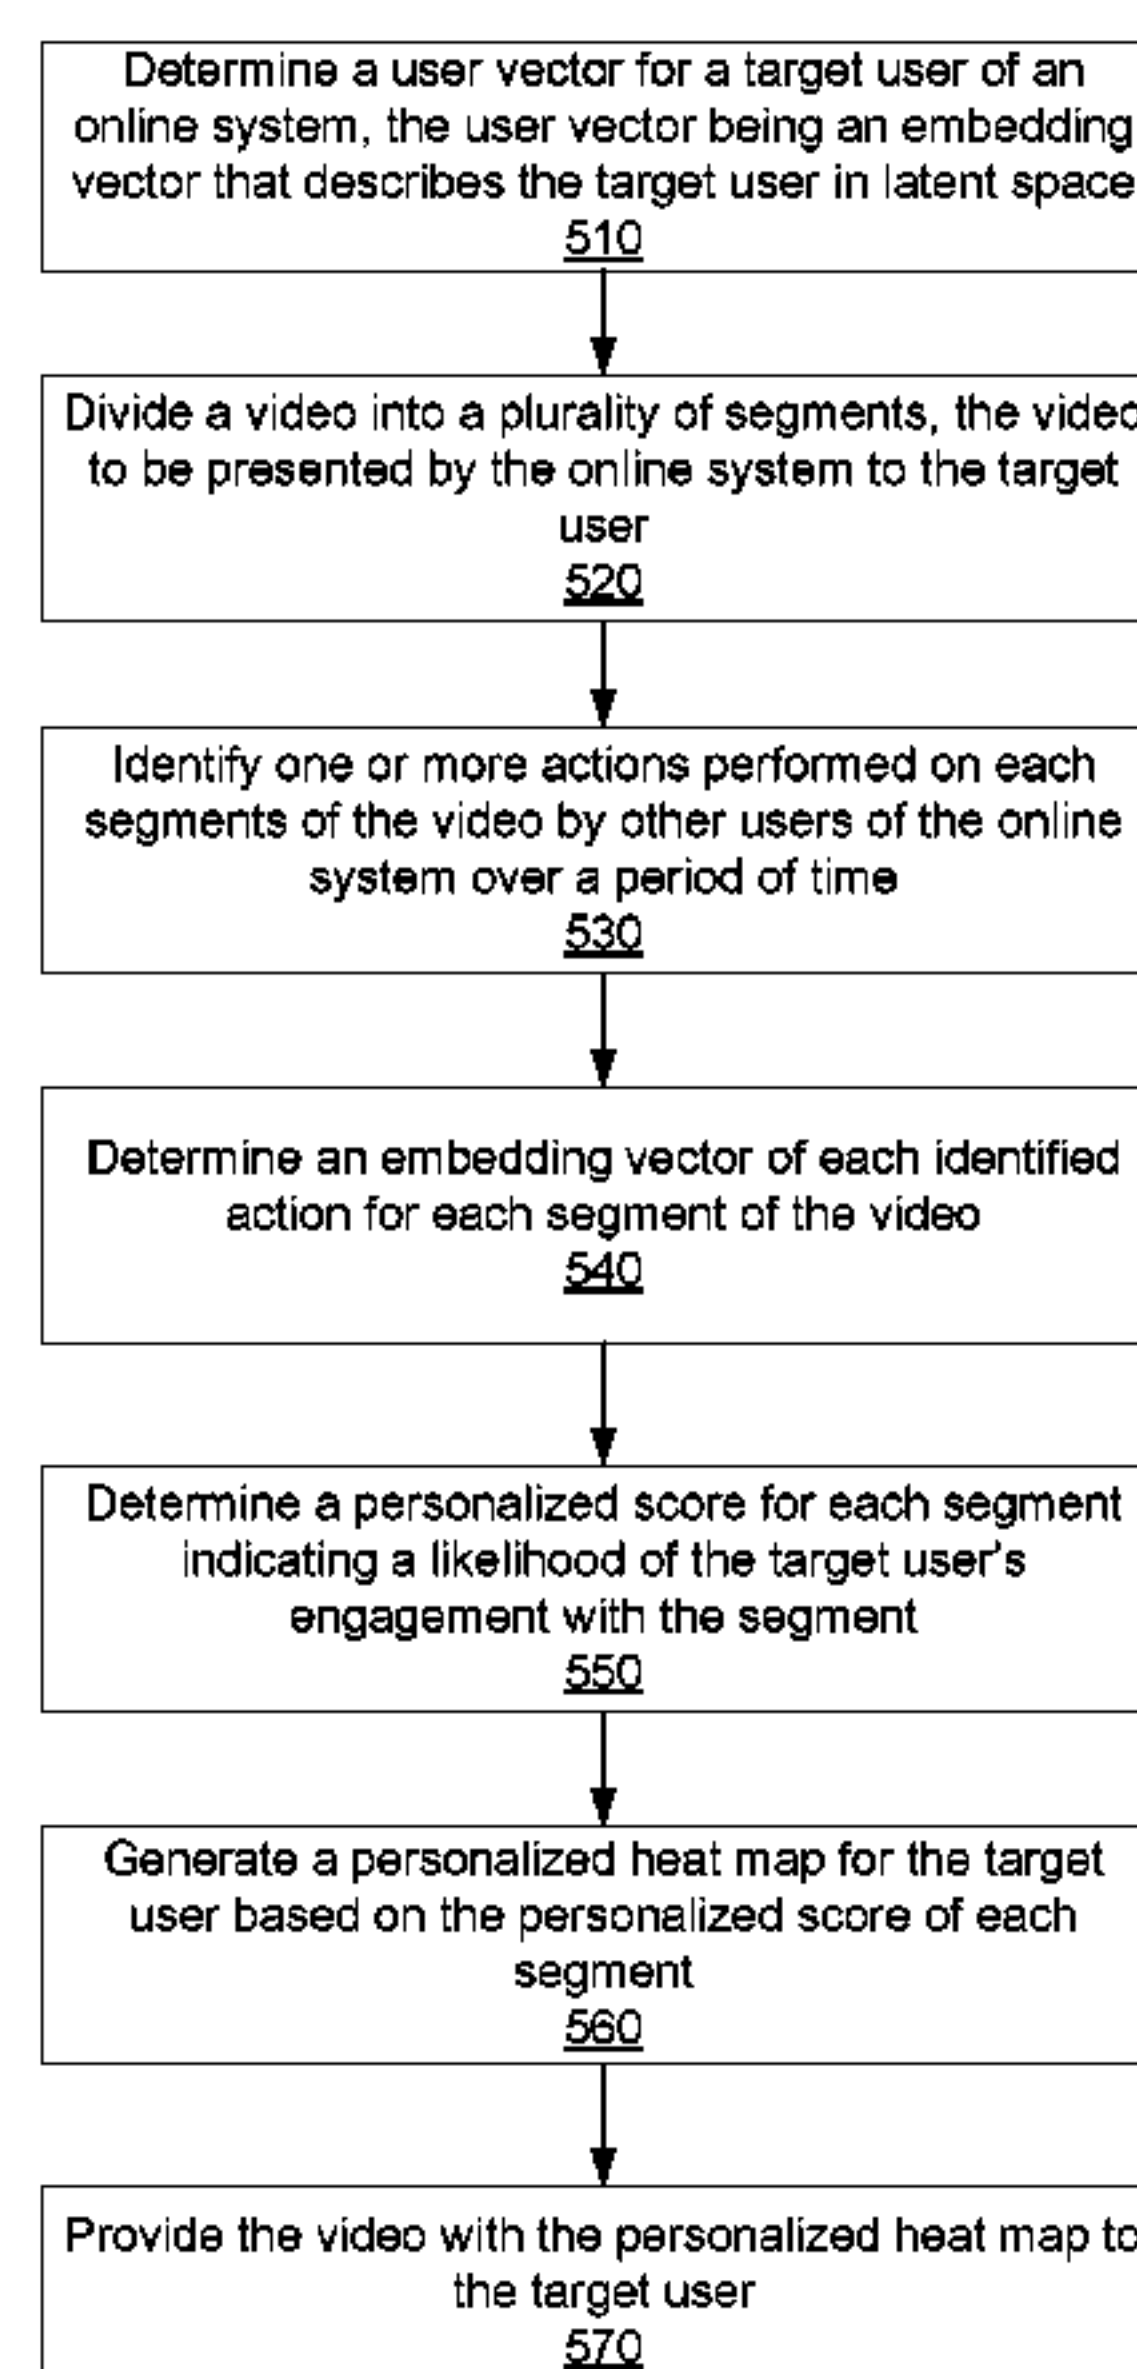 Determine a user vector for a target user of an
online system, the user vector being an embedding
vector that describes the target user in latent space
510
Divide a video into a plurality of segments, the video
to be presented by the online system to the target
user
520
Identify one or more actions performed on each
segments of the video by other users of the online
system over a period of time
530
Determine an embedding vector of each identified
action for each segment of the video
540
Determine a personalized score for each segment
indicating a likelihood of the target user's
engagement with the segment
550
Generate a personalized heat map for the target
user based on the personalized score of each
segment
560
Provide the video with the personalized heat map to
the target user
570